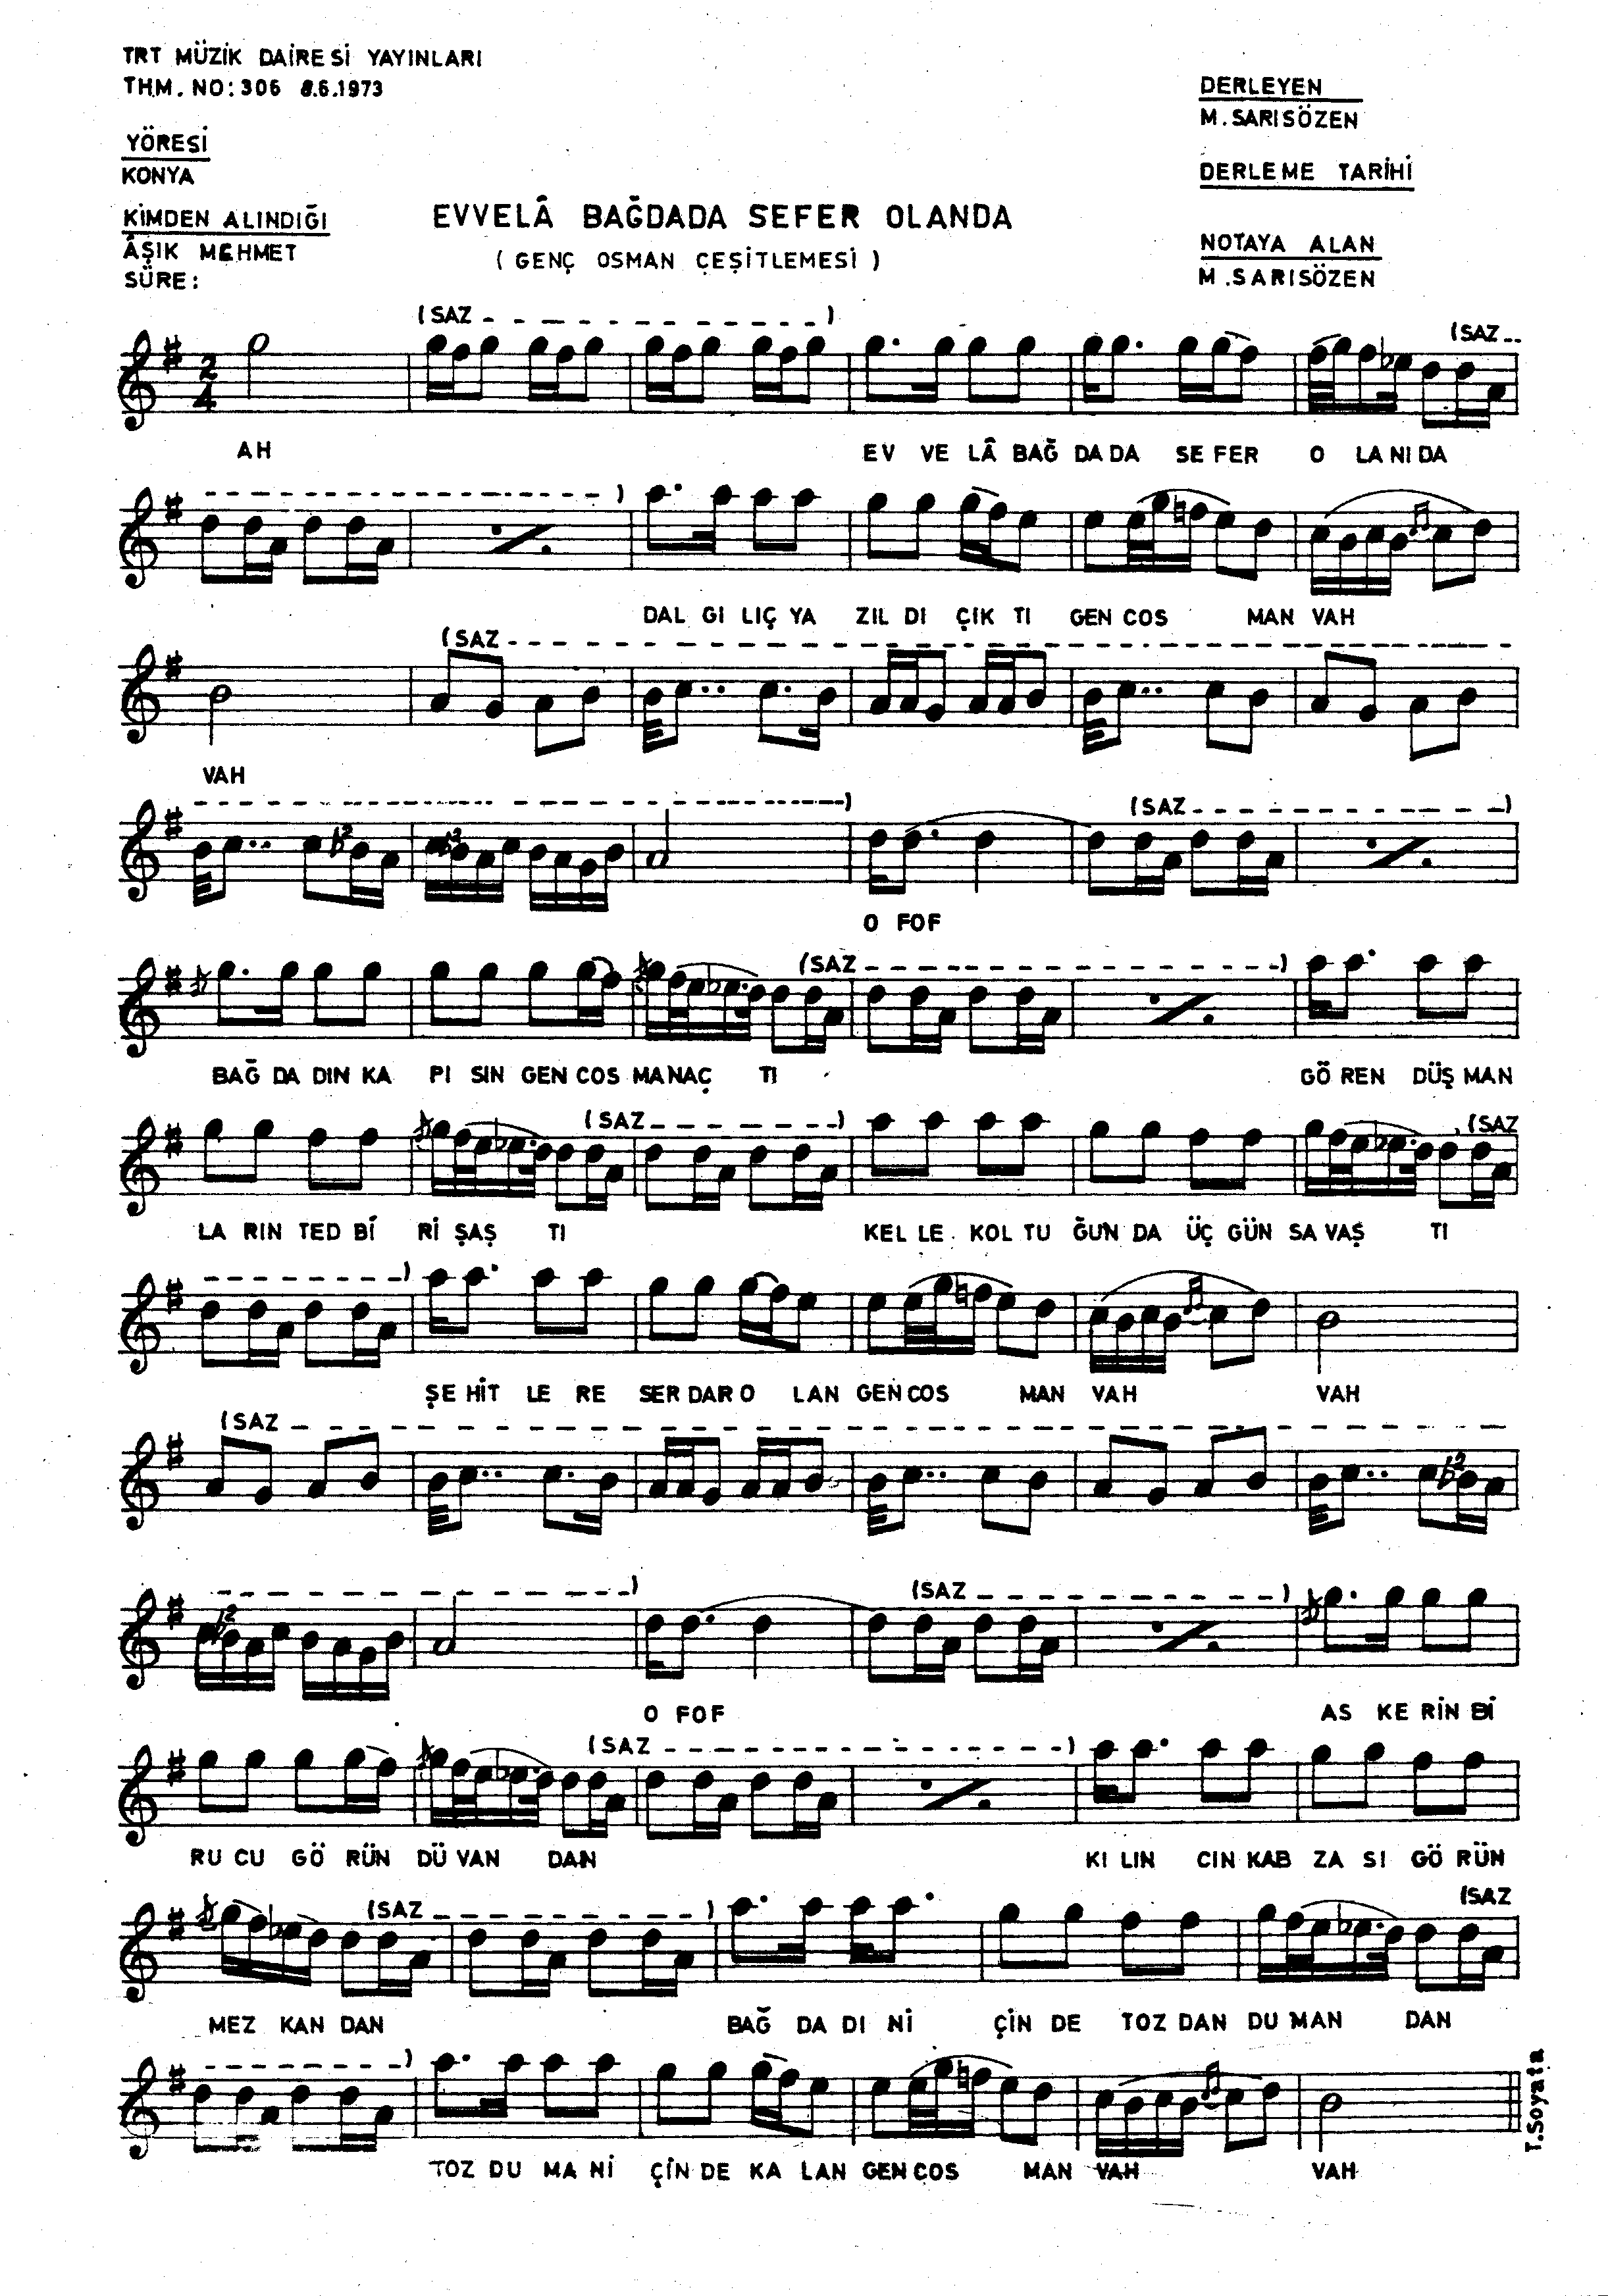 TRT MÜZİK DAİRESİ YAYINLARI
THM. NO: 306 8.6.1973
DERLEYEN
M. SARISÖZEN
YÖRESİ
KONYA
DERLEME TARİHİ
KİMDEN ALINDIĞI
ÂŞIK MEHMET
SÜRE:
EVVELÂ BAĞDADA SEFER OLANDA
(GENÇ OSMAN ÇEŞİTLEMESİ)
NOTAYA ALAN
M. SARISÖZEN
(SAZ - - - - - - - - - - - -)
(SAZ - -
2
4
AH EV VE LÂ BAĞ DA DA SE FER O LA NI DA
- - - - - - - - - - - - - - - - )
DAL GI LIÇ YA ZIL DI ÇIK TI GEN COS MAN VAH
(SAZ - - - - - - - - - - - - - - - - - - - -
VAH
- - - - - - - - - - - - - - - - - - - - )
(SAZ - - - - - - - - - - - )
2 2
O FOF
(SAZ - - - - - - - - - - - - - - - )
BAĞ DA DIN KA PI SIN GEN COS MA NAÇ TI GÖ REN DÜŞ MAN
(SAZ - - - - - - - )
(SAZ
LA RIN TED Bİ Rİ ŞAŞ TI KEL LE KOL TU ĞUN DA ÜÇ GÜN SA VAŞ TI
- - - - - - - - )
ŞE HİT LE RE SER DAR O LAN GEN COS MAN VAH VAH
(SAZ - - - - - - - - - - - - - - - - - - - - - - - -
2
- - - - - - - - - - - - )
(SAZ - - - - - - - - - - - )
2
O FOF AS KE RİN Bİ
(SAZ - - - - - - - - - - - - - - - )
RU CU GÖ RÜN DÜ VAN DAN KI LIN CIN KAB ZA SI GÖ RÜN
(SAZ - - - - - - - - - )
(SAZ
MEZ KAN DAN BAĞ DA DI Nİ ÇİN DE TOZ DAN DU MAN DAN
- - - - - - - - )
TOZ DU MA Nİ ÇİN DE KA LAN GEN COS MAN VAH VAH
T. Soyata